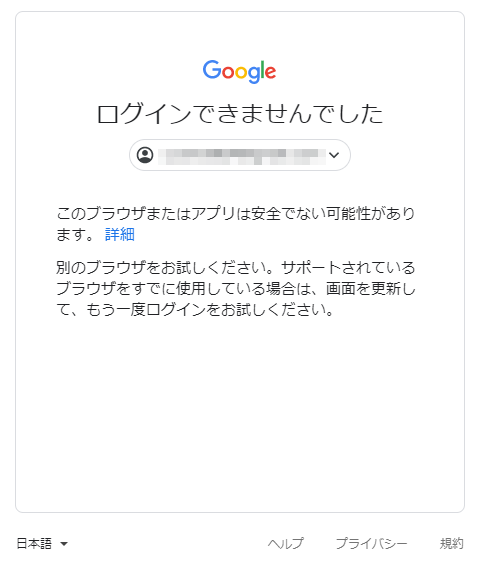 Google
ログインできませんでした
このブラウザまたはアプリは安全でない可能性があり
ます。 詳細
別のブラウザをお試しください。サポートされている
ブラウザをすでに使用している場合は、画面を更新し
て、もう一度ログインをお試しください。
日本語 ヘルプ プライバシー 規約